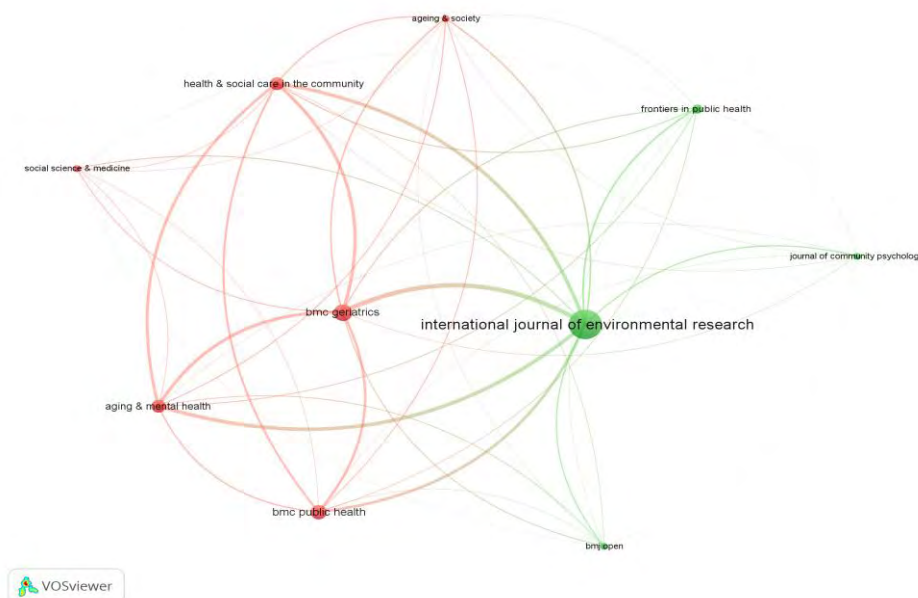 ageing & society
health & social care in the community
frontiers in public health
social science & medicine
journal of community psycholog
bmc geriatrics
international journal of environmental research
aging & mental health
bmc public health
bmj open
VOSviewer